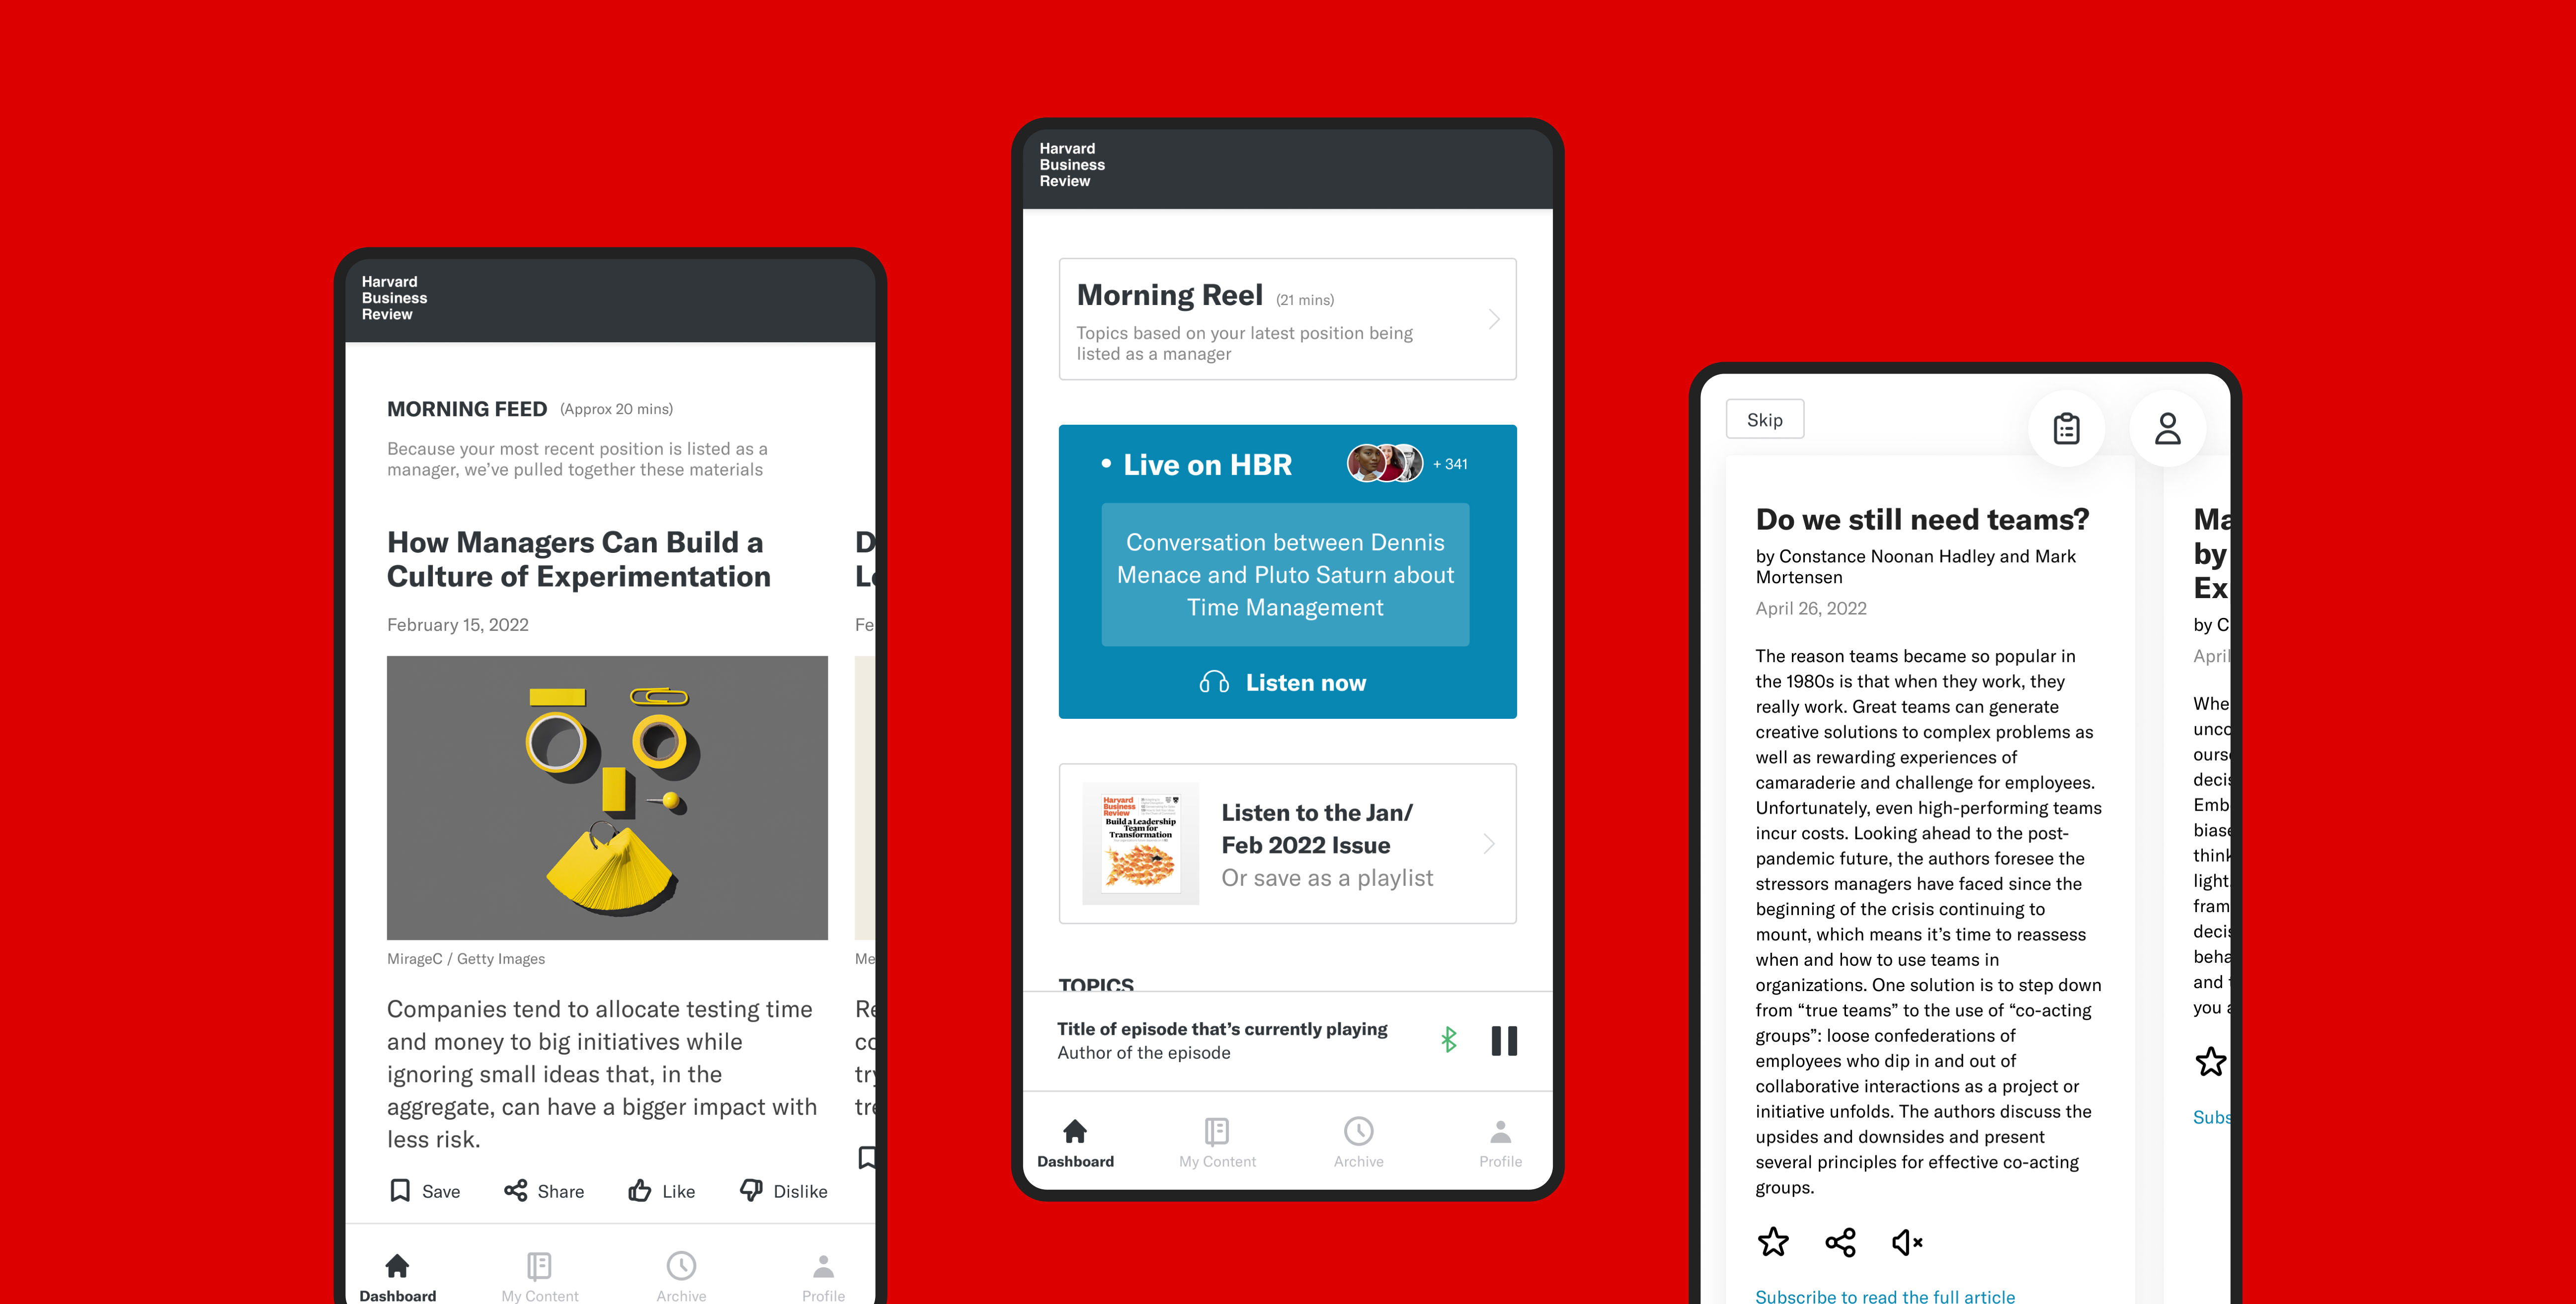 Harvard
Business
Review
MORNING FEED (Approx 20 mins)
Because your most recent position is listed as a
manager, we've pulled together these materials
How Managers Can Build a
Culture of Experimentation
February 15, 2022
MirageC / Getty Images
Companies tend to allocate testing time
and money to big initiatives while
ignoring small ideas that, in the
aggregate, can have a bigger impact with
less risk.
Save Share Like Dislike
Dashboard My Content Archive Profile
D
Fe
Me
Re
co
try
tre
Harvard
Business
Review
Morning Reel (21 mins)
Topics based on your latest position being
listed as a manager
• Live on HBR + 341
Conversation between Dennis
Menace and Pluto Saturn about
Time Management
Listen now
Harvard
Business
Review
Build a Leadership
Team for
Transformation
Listen to the Jan/
Feb 2022 Issue
Or save as a playlist
TOPICS
Title of episode that's currently playing
Author of the episode
Dashboard My Content Archive Profile
Skip
Do we still need teams?
by Constance Noonan Hadley and Mark
Mortensen
April 26, 2022
The reason teams became so popular in
the 1980s is that when they work, they
really work. Great teams can generate
creative solutions to complex problems as
well as rewarding experiences of
camaraderie and challenge for employees.
Unfortunately, even high-performing teams
incur costs. Looking ahead to the post-
pandemic future, the authors foresee the
stressors managers have faced since the
beginning of the crisis continuing to
mount, which means it's time to reassess
when and how to use teams in
organizations. One solution is to step down
from “true teams” to the use of “co-acting
groups”: loose confederations of
employees who dip in and out of
collaborative interactions as a project or
initiative unfolds. The authors discuss the
upsides and downsides and present
several principles for effective co-acting
groups.
Subscribe to read the full article
Ma
by
Ex
by C
April
Whe
unco
ours
decis
Emb
biase
think
light
fram
decis
beha
and
you a
Subs